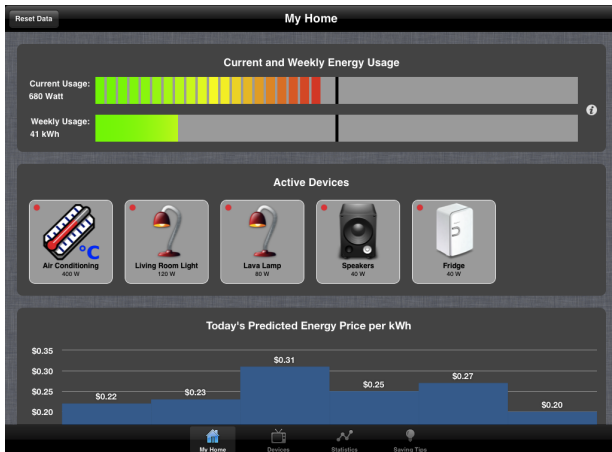 Reset Data
My Home
Current and Weekly Energy Usage
Current Usage:
680 Watt
Weekly Usage:
41 kWh
i
Active Devices
°C
Air Conditioning
400 W
Living Room Light
120 W
Lava Lamp
80 W
Speakers
40 W
Fridge
40 W
Today's Predicted Energy Price per kWh
$0.35
$0.30
$0.25
$0.20
$0.22
$0.23
$0.31
$0.25
$0.27
$0.20
My Home
Devices
Statistics
Saving Tips